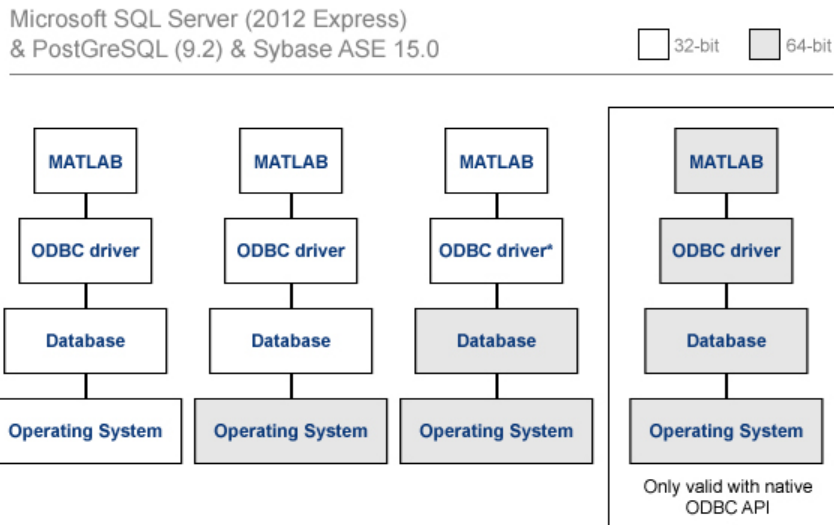 Microsoft SQL Server (2012 Express)
& PostGreSQL (9.2) & Sybase ASE 15.0
32-bit
64-bit
MATLAB
ODBC driver
Database
Operating System
MATLAB
ODBC driver
Database
Operating System
MATLAB
ODBC driver*
Database
Operating System
MATLAB
ODBC driver
Database
Operating System
Only valid with native
ODBC API